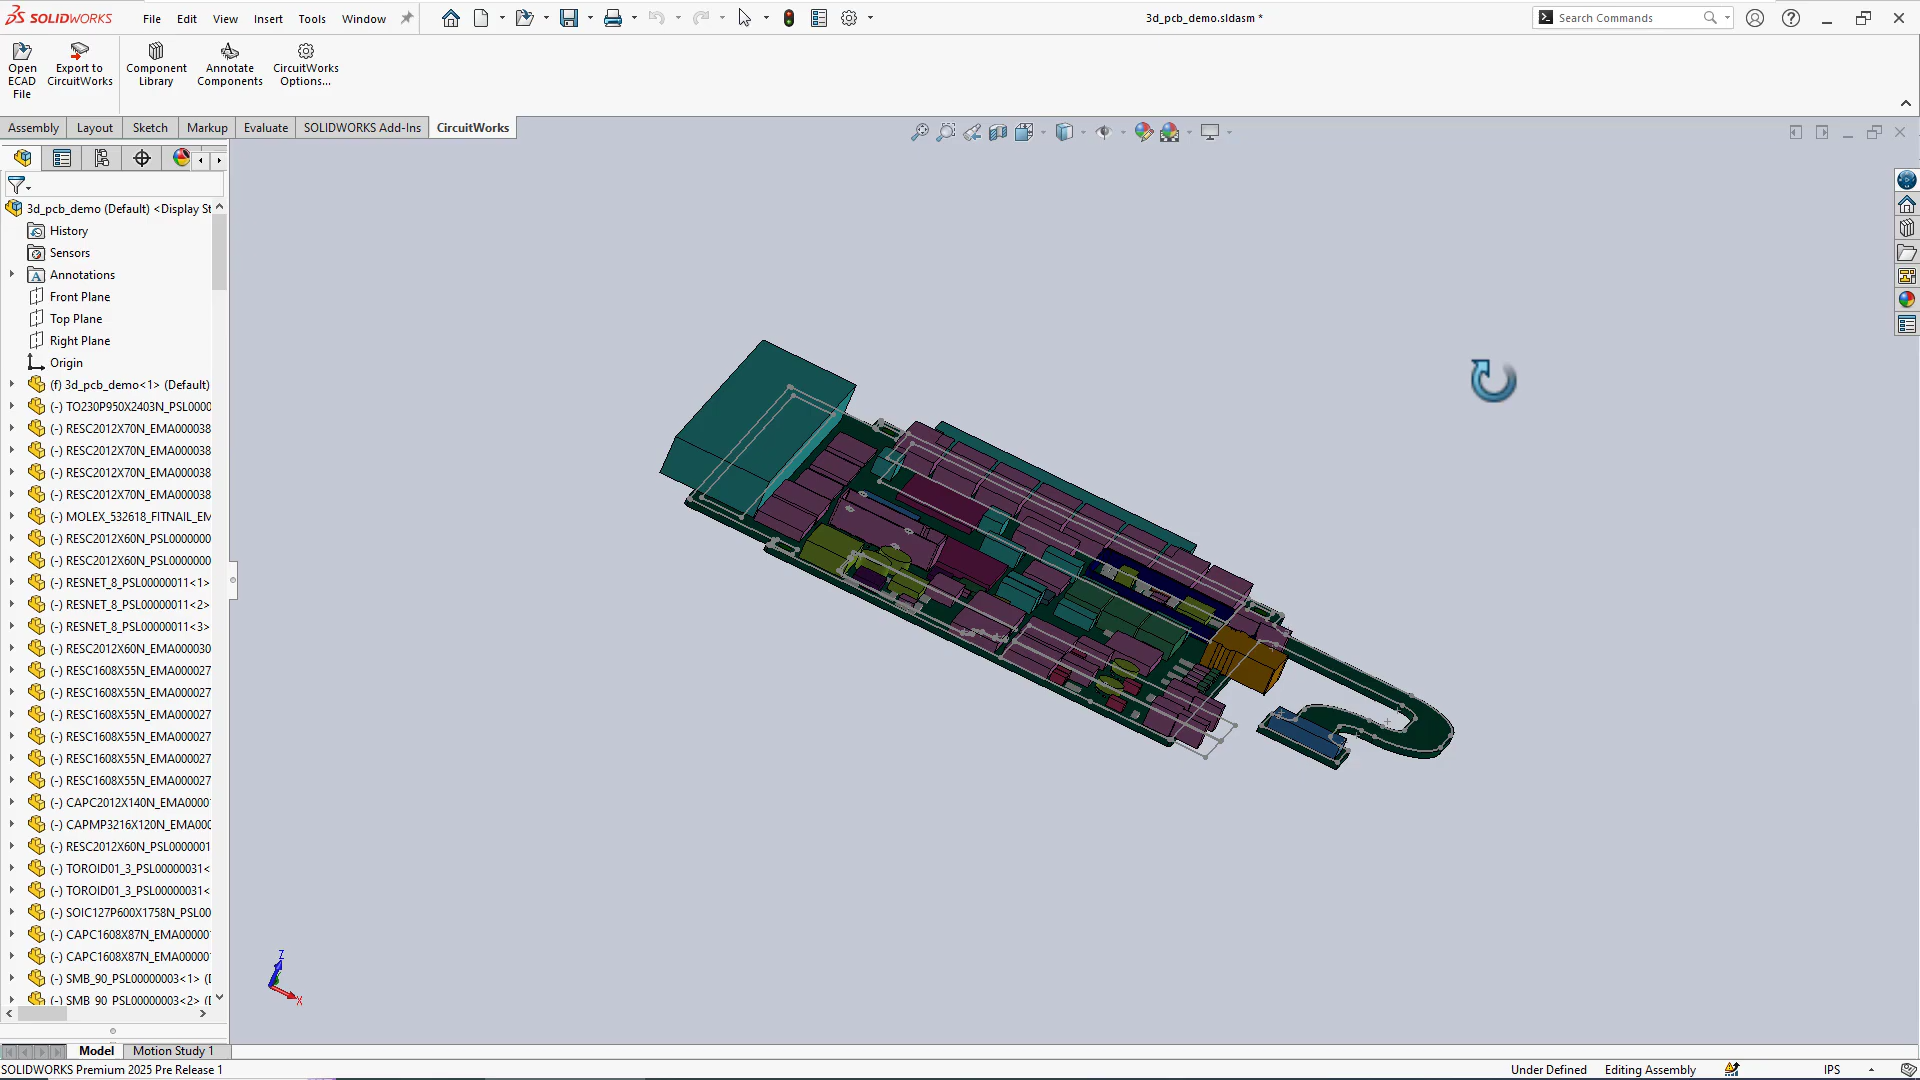 SOLIDWORKS
File Edit View Insert Tools Window
3d_pcb_demo.sldasm *
Search Commands
Open ECAD File
Export to CircuitWorks
Component Library
Annotate Components
CircuitWorks Options...
Assembly Layout Sketch Markup Evaluate SOLIDWORKS Add-Ins CircuitWorks
3d_pcb_demo (Default) <Display St
History
Sensors
Annotations
Front Plane
Top Plane
Right Plane
Origin
(f) 3d_pcb_demo<1> (Default)
(-) TO230P950X2403N_PSL0000
(-) RESC2012X70N_EMA000038
(-) RESC2012X70N_EMA000038
(-) RESC2012X70N_EMA000038
(-) RESC2012X70N_EMA000038
(-) MOLEX_532618_FITNAIL_EM
(-) RESC2012X60N_PSL0000000
(-) RESC2012X60N_PSL0000000
(-) RESNET_8_PSL00000011<1>
(-) RESNET_8_PSL00000011<2>
(-) RESNET_8_PSL00000011<3>
(-) RESC2012X60N_EMA000030
(-) RESC1608X55N_EMA000027
(-) RESC1608X55N_EMA000027
(-) RESC1608X55N_EMA000027
(-) RESC1608X55N_EMA000027
(-) RESC1608X55N_EMA000027
(-) RESC1608X55N_EMA000027
(-) CAPC2012X140N_EMA0000
(-) CAPMP3216X120N_EMA000
(-) RESC2012X60N_PSL0000001
(-) TOROID01_3_PSL00000031<
(-) TOROID01_3_PSL00000031<
(-) SOIC127P600X1758N_PSL00
(-) CAPC1608X87N_EMA00000
(-) CAPC1608X87N_EMA00000
(-) SMB_90_PSL00000003<1> (D
(-) SMB_90_PSL00000003<2> (D
Z
X
Model Motion Study 1
SOLIDWORKS Premium 2025 Pre Release 1
Under Defined Editing Assembly IPS